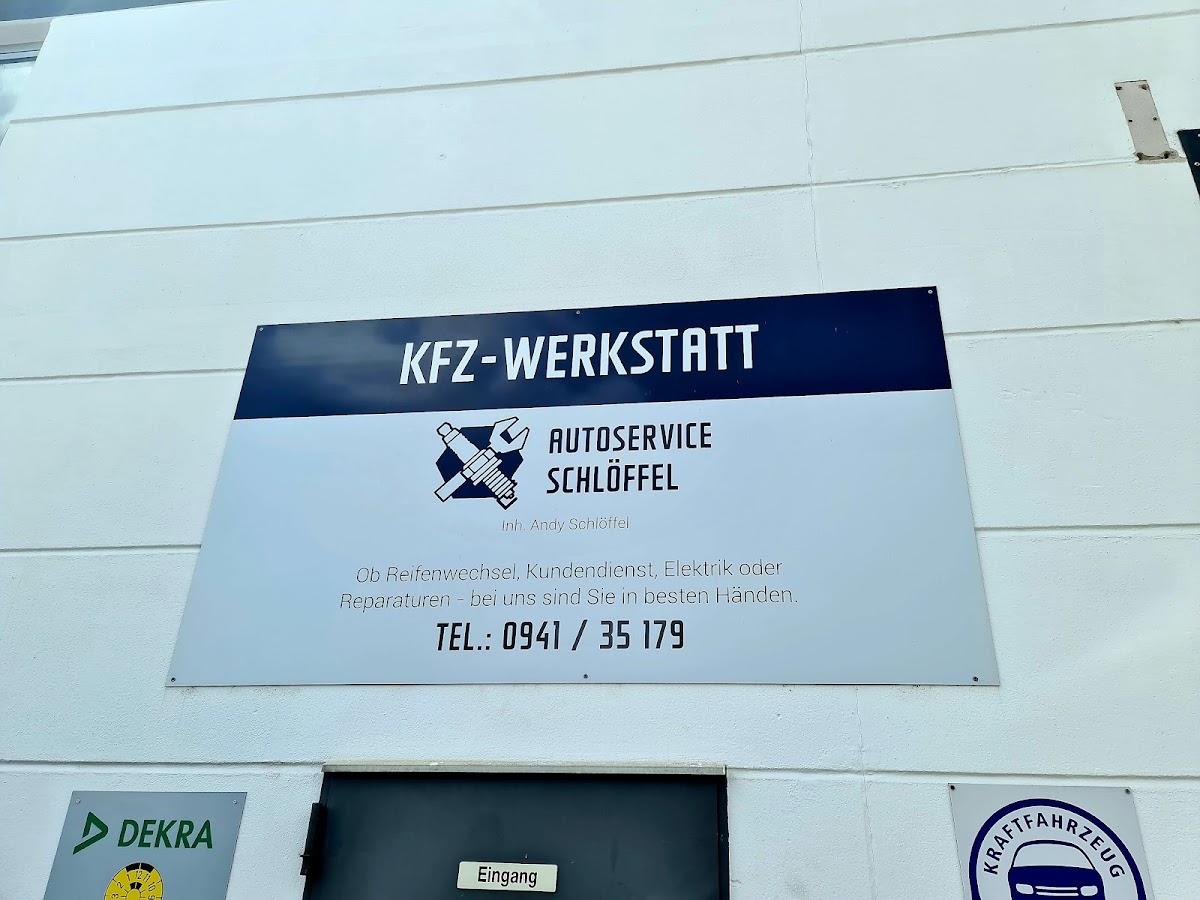 KFZ-WERKSTATT
AUTOSERVICE
SCHLÖFFEL
Inh. Andy Schlöffel
Ob Reifenwechsel, Kundendienst, Elektrik oder
Reparaturen - bei uns sind Sie in besten Händen.
TEL.: 0941 / 35 179
DEKRA
Eingang
KRAFTFAHRZEUG